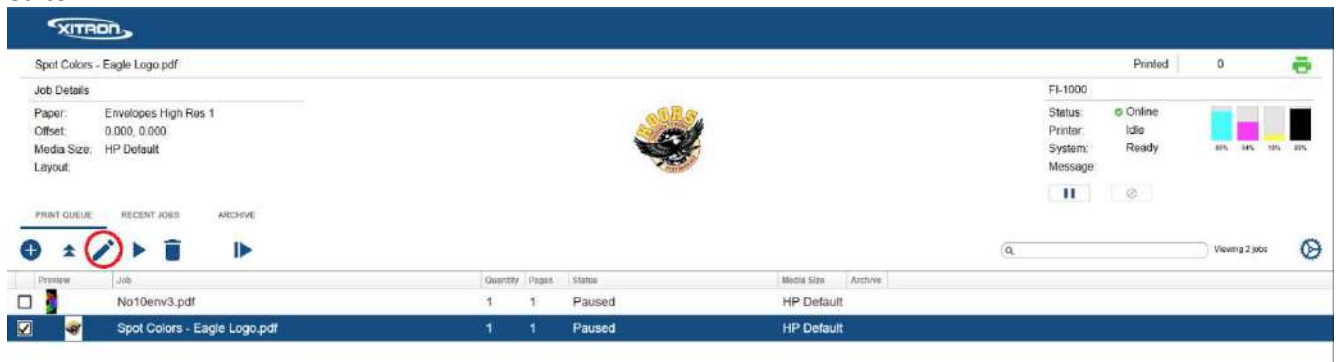 XITRON
Spot Colors - Eagle Logo.pdf
Printed 0
Job Details
FI-1000
Paper: Envelopes High Res 1
Offset: 0.000, 0.000
Media Size: HP Default
Layout:
KOORS
Status: Online
Printer: Idle
System: Ready
Message:
PRINT QUEUE RECENT JOBS ARCHIVE
Viewing 2 jobs
Preview Job Quantity Pages Status Media Size Archive
No10env3.pdf 1 1 Paused HP Default
Spot Colors - Eagle Logo.pdf 1 1 Paused HP Default